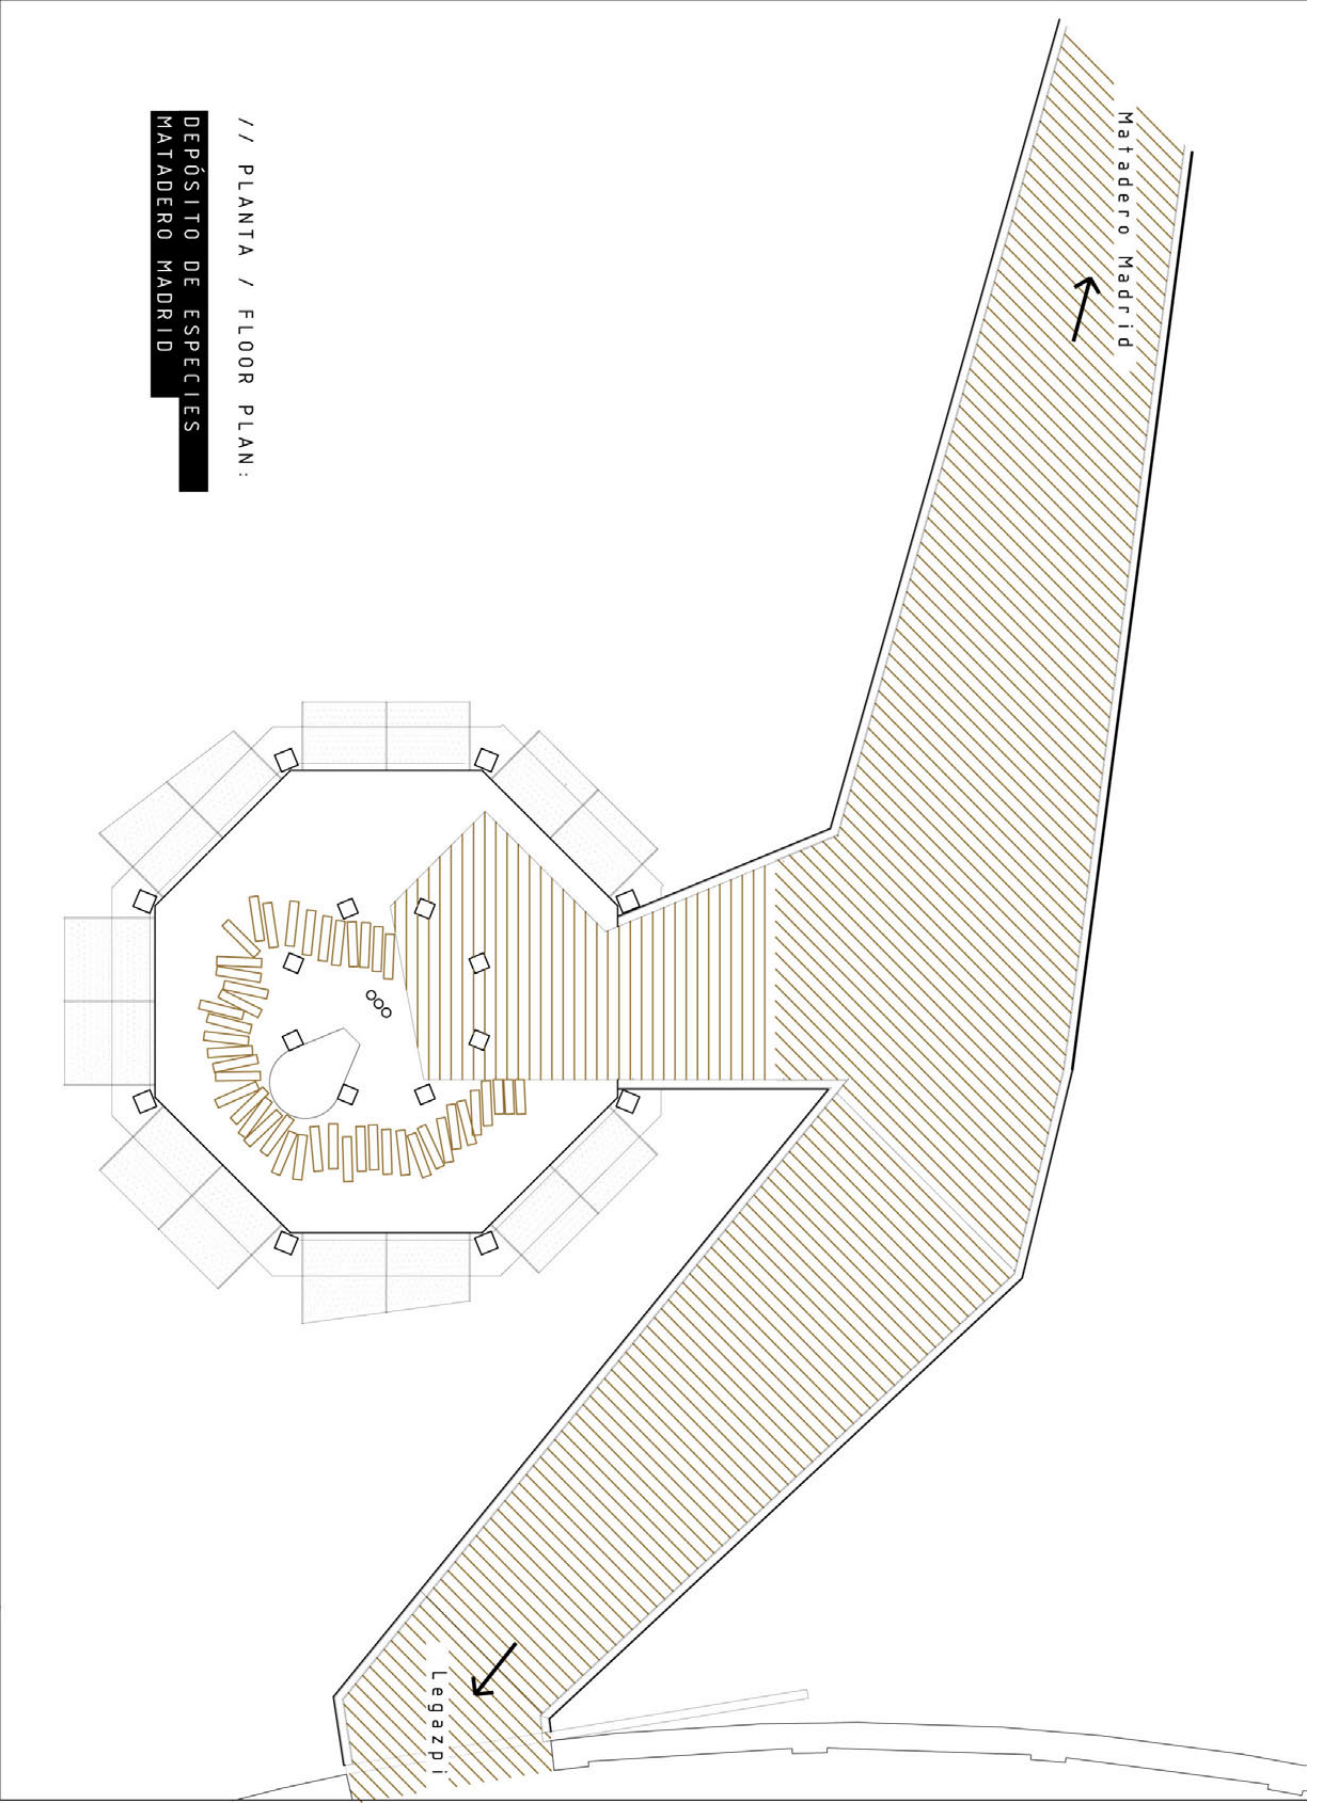 // PLANTA / FLOOR PLAN:
DEPÓSITO DE ESPECIES
MATADERO MADRID
Matadero Madrid
Legazpi